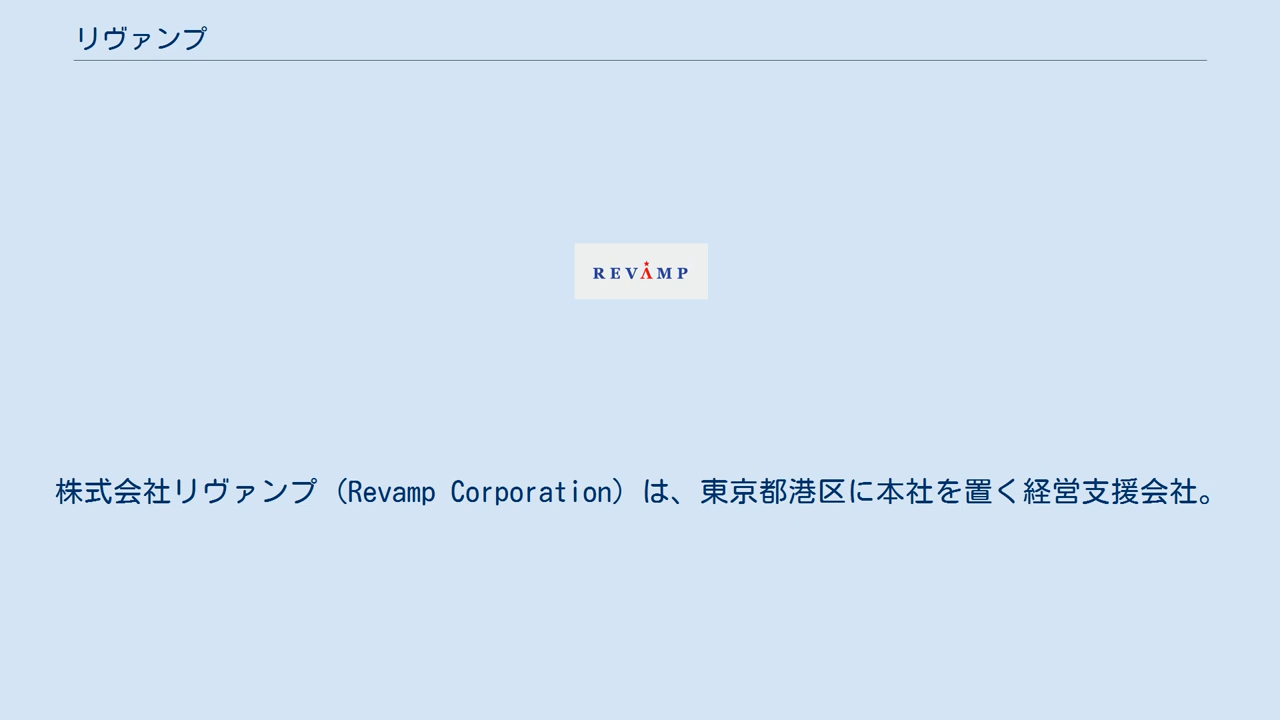 リヴァンプ
REVAMP
株式会社リヴァンプ（Revamp Corporation）は、東京都港区に本社を置く経営支援会社。